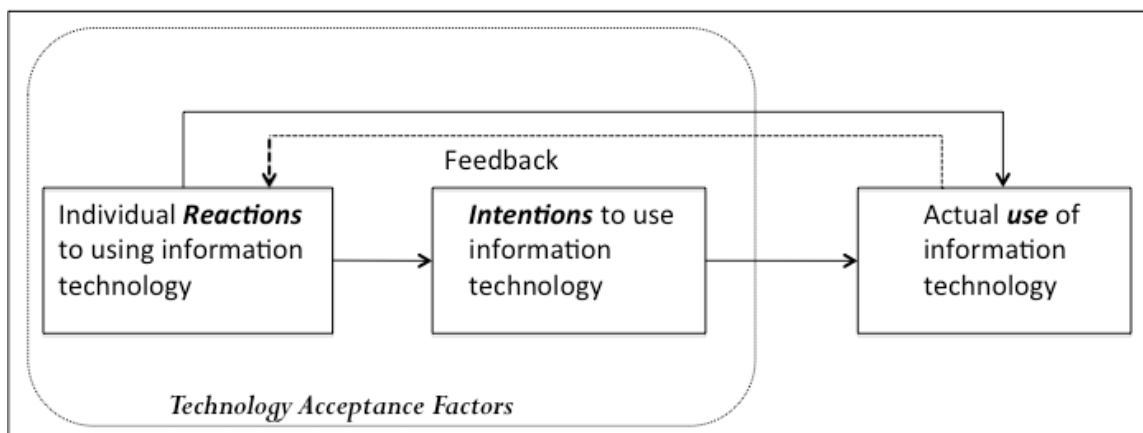 Feedback
Individual Reactions
to using information
technology
Intentions to use
information
technology
Actual use of
information
technology
Technology Acceptance Factors